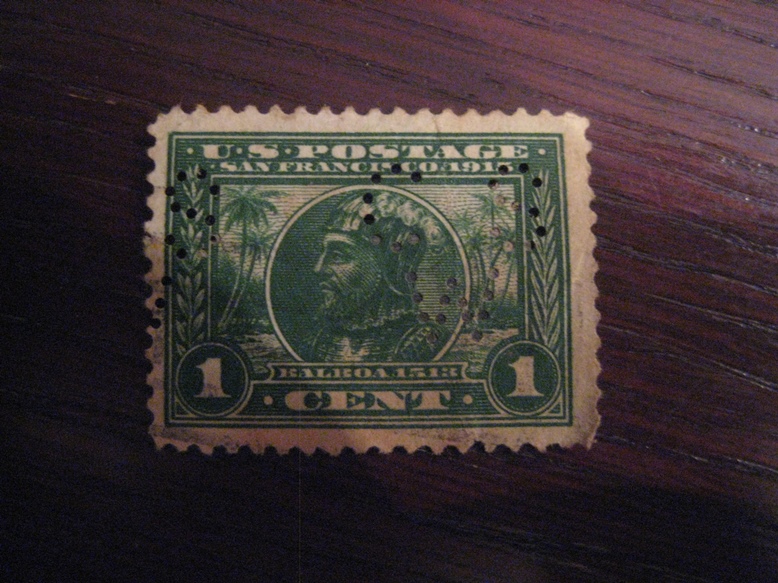 U·S·POSTAGE
SAN FRANCISCO 1915
BALBOA 1513
1 CENT 1